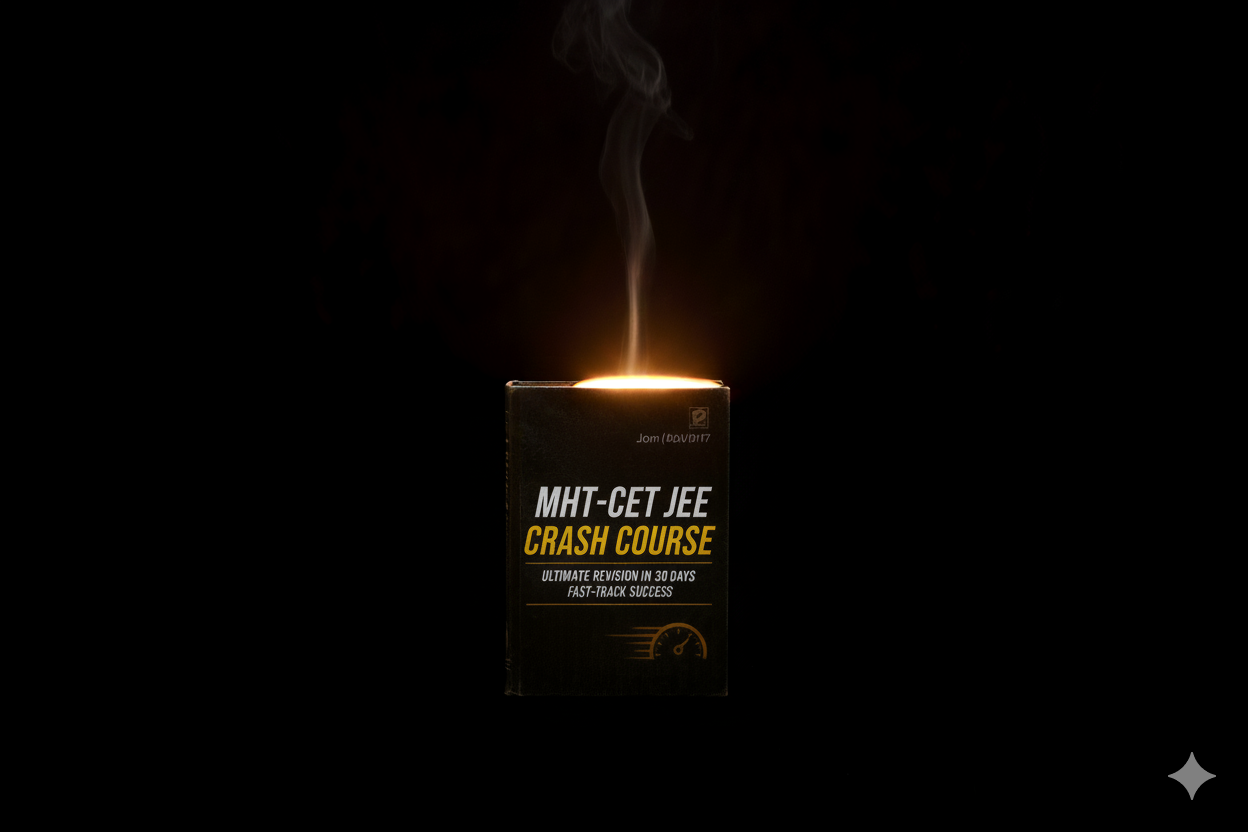 MHT-CET JEE
CRASH COURSE
ULTIMATE REVISION IN 30 DAYS
FAST-TRACK SUCCESS